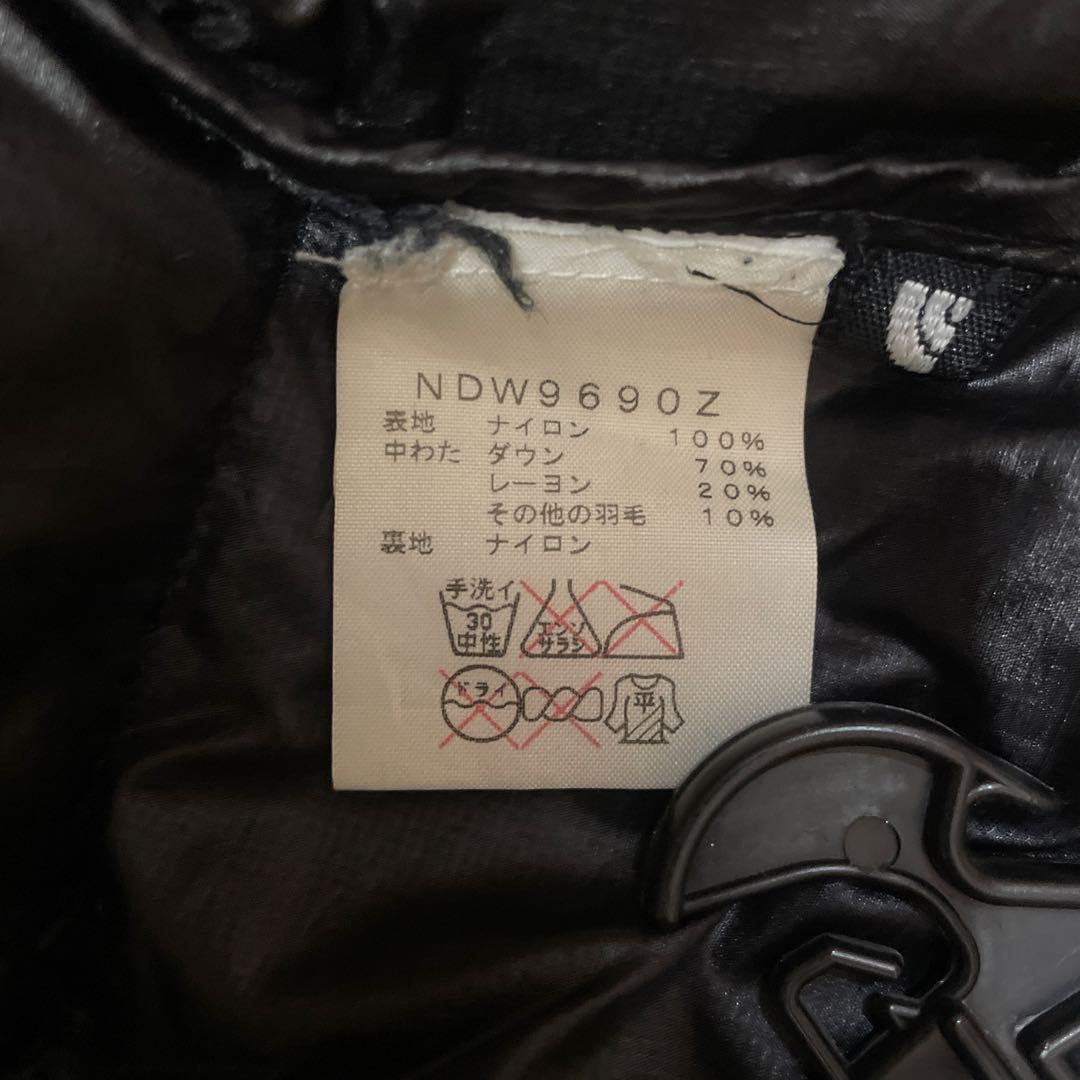 NDW9690Z
表地 ナイロン 100%
中わた ダウン 70%
レーヨン 20%
その他の羽毛 10%
裏地 ナイロン
手洗イ
30
中性
エンソ
サラシ
ドライ
平